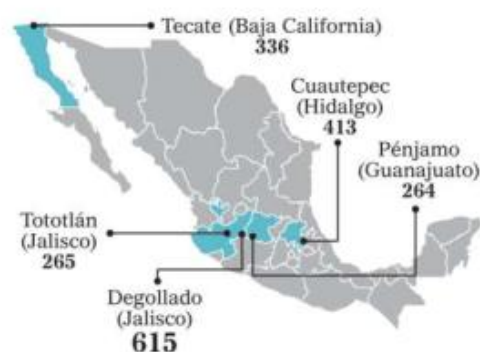 Tecate (Baja California)
336
Cuautepec
(Hidalgo)
413
Pénjamo
(Guanajuato)
264
Tototlán
(Jalisco)
265
Degollado
(Jalisco)
615